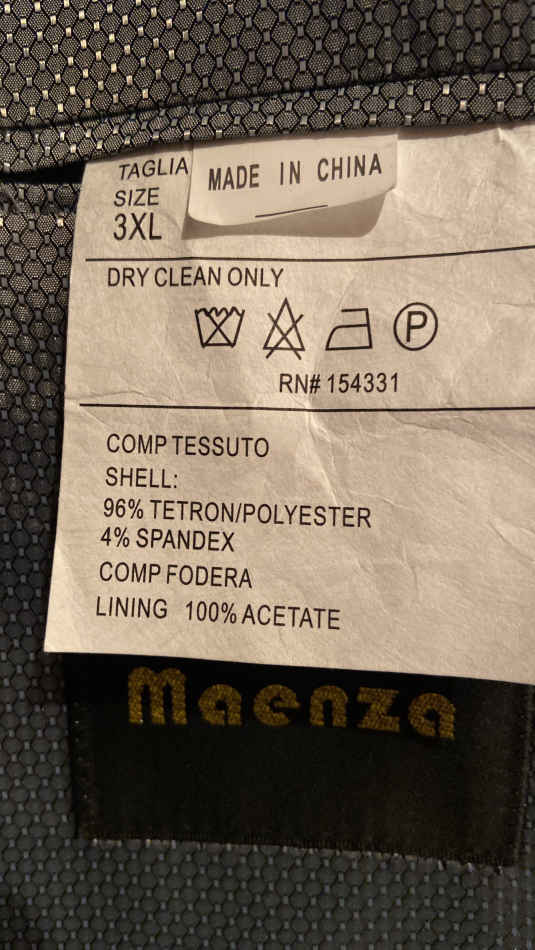 TAGLIA
MADE IN CHINA
SIZE
3XL
DRY CLEAN ONLY
P
RN# 154331
COMP TESSUTO
SHELL:
96% TETRON/POLYESTER
4% SPANDEX
COMP FODERA
LINING 100% ACETATE
Maenza